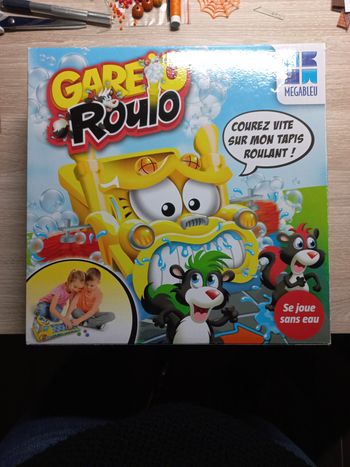 GARE Ô
Roulo
MEGABLEU
COUREZ VITE
SUR MON TAPIS
ROULANT !
Se joue
sans eau